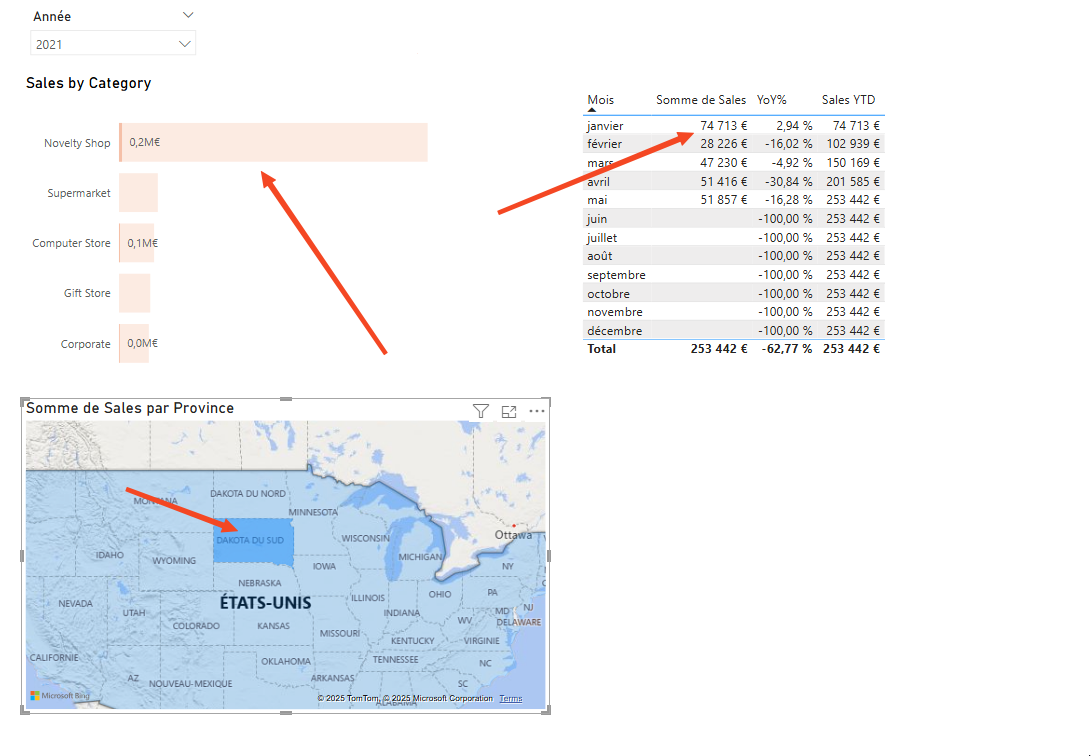 Année
2021
Sales by Category
Novelty Shop 0,2M€
Supermarket
Computer Store 0,1M€
Gift Store
Corporate 0,0M€
Mois Somme de Sales YoY% Sales YTD
janvier 74 713 € 2,94 % 74 713 €
février 28 226 € -16,02 % 102 939 €
mars 47 230 € -4,92 % 150 169 €
avril 51 416 € -30,84 % 201 585 €
mai 51 857 € -16,28 % 253 442 €
juin -100,00 % 253 442 €
juillet -100,00 % 253 442 €
août -100,00 % 253 442 €
septembre -100,00 % 253 442 €
octobre -100,00 % 253 442 €
novembre -100,00 % 253 442 €
décembre -100,00 % 253 442 €
Total 253 442 € -62,77 % 253 442 €
Somme de Sales par Province
DAKOTA DU NORD
MONTANA
MINNESOTA
Ottawa
DAKOTA DU SUD
WISCONSIN
IDAHO
WYOMING
MICHIGAN
IOWA
NY
NEBRASKA
NEVADA
UTAH
ÉTATS-UNIS
ILLINOIS
OHIO
PA
INDIANA
MD
NJ
COLORADO
KANSAS
MISSOURI
WV
DELAWARE
KENTUCKY
VIRGINIE
CALIFORNIE
OKLAHOMA
TENNESSEE
NC
AZ
NOUVEAU-MEXIQUE
ARKANSAS
SC
ALABAMA
Microsoft Bing
© 2025 TomTom, © 2025 Microsoft Corporation Terms